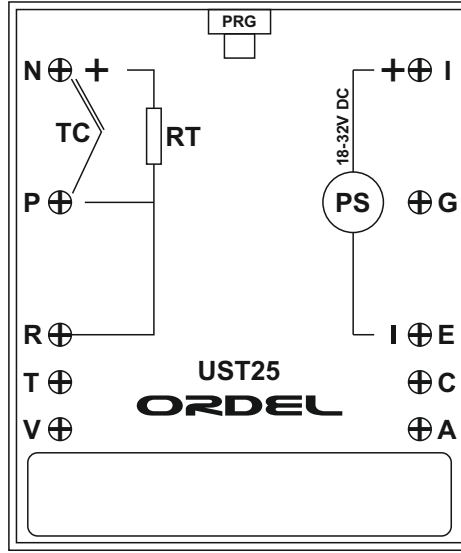 PRG
N + + I
TC RT 18-32V DC
P PS G
R I E
UST25
T C
ORDEL
V A